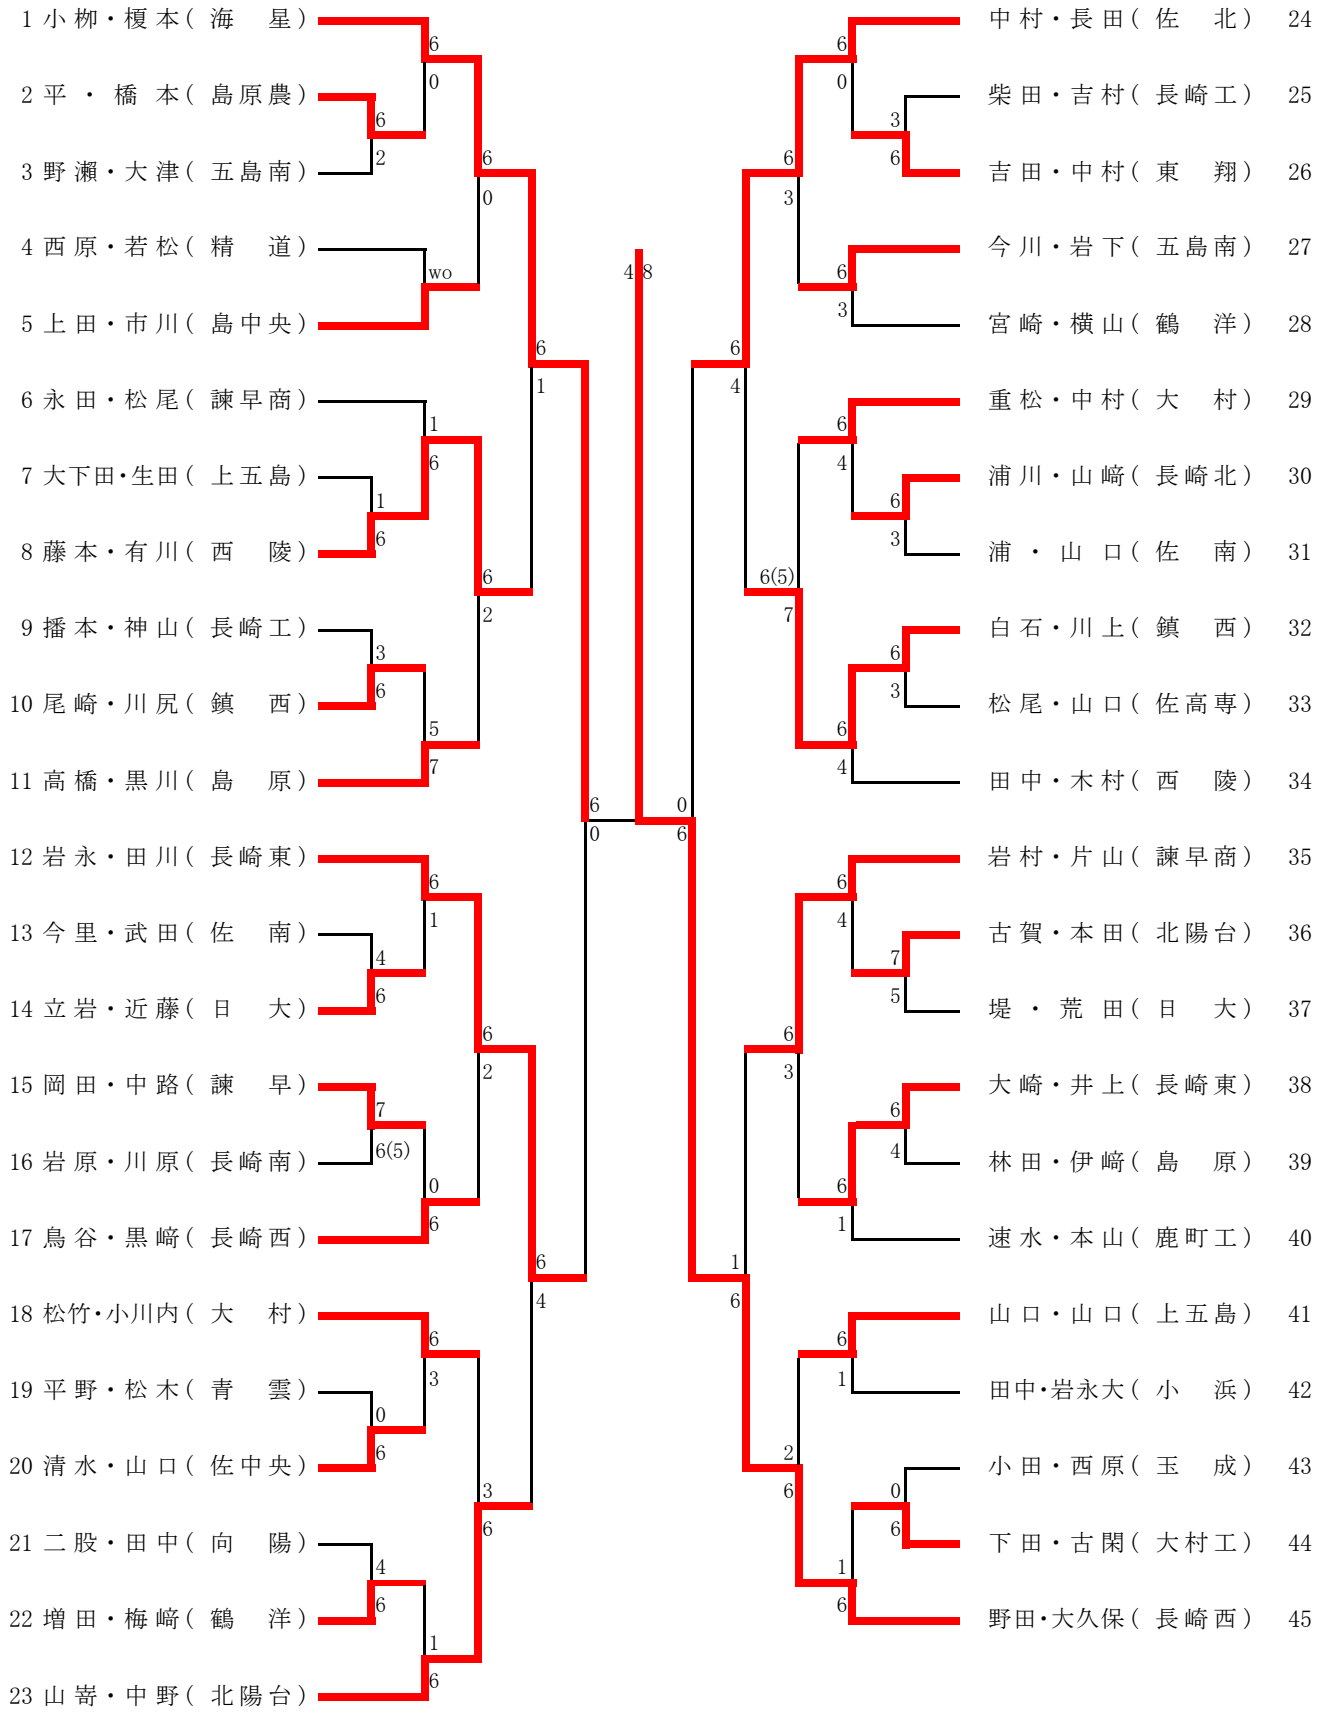 1 小栁・榎本( 海 星)
6
0
2 平・橋本( 島原農)
6
2
3 野瀬・大津( 五島南)
6
0
4 西原・若松( 精 道)
wo
5 上田・市川( 島中央)
6
1
6 永田・松尾( 諫早商)
1
6
7 大下田・生田( 上五島)
1
6
8 藤本・有川( 西 陵)
6
2
9 播本・神山( 長崎工)
3
6
10 尾崎・川尻( 鎮 西)
5
7
11 高橋・黒川( 島 原)
6
0
12 岩永・田川( 長崎東)
6
1
13 今里・武田( 佐 南)
4
6
14 立岩・近藤( 日 大)
6
2
15 岡田・中路( 諫 早)
7
6(5)
16 岩原・川原( 長崎南)
0
6
17 鳥谷・黒﨑( 長崎西)
6
4
18 松竹・小川内( 大 村)
6
3
19 平野・松木( 青 雲)
0
6
20 清水・山口( 佐中央)
3
6
21 二股・田中( 向 陽)
4
6
22 増田・梅﨑( 鶴 洋)
1
6
23 山嵜・中野( 北陽台)
4 8
中村・長田( 佐 北) 24
6
0
柴田・吉村( 長崎工) 25
3
6
吉田・中村( 東 翔) 26
6
3
今川・岩下( 五島南) 27
6
3
宮崎・横山( 鶴 洋) 28
6
4
重松・中村( 大 村) 29
6
4
浦川・山﨑( 長崎北) 30
6
3
浦・山口( 佐 南) 31
6(5)
7
白石・川上( 鎮 西) 32
6
3
松尾・山口( 佐高専) 33
6
4
田中・木村( 西 陵) 34
0
6
岩村・片山( 諫早商) 35
6
4
古賀・本田( 北陽台) 36
7
5
堤・荒田( 日 大) 37
6
3
大崎・井上( 長崎東) 38
6
4
林田・伊﨑( 島 原) 39
6
1
速水・本山( 鹿町工) 40
1
6
山口・山口( 上五島) 41
6
1
田中・岩永大( 小 浜) 42
2
6
小田・西原( 玉 成) 43
0
6
下田・古閑( 大村工) 44
1
6
野田・大久保( 長崎西) 45